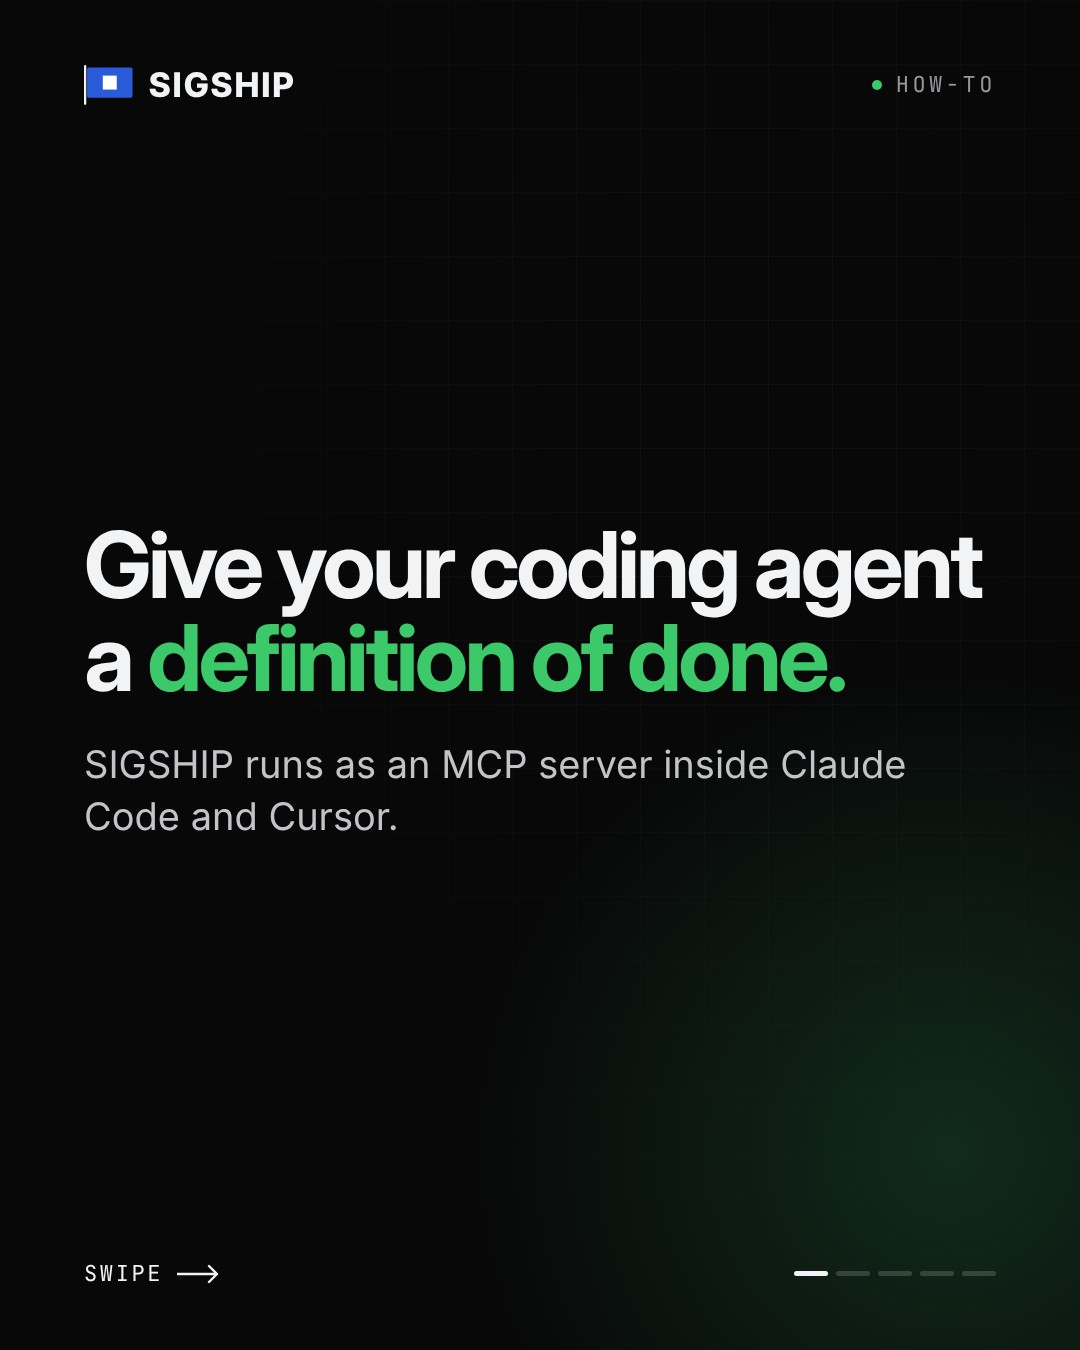 SIGSHIP
HOW-TO
Give your coding agent
a definition of done.
SIGSHIP runs as an MCP server inside Claude
Code and Cursor.
SWIPE